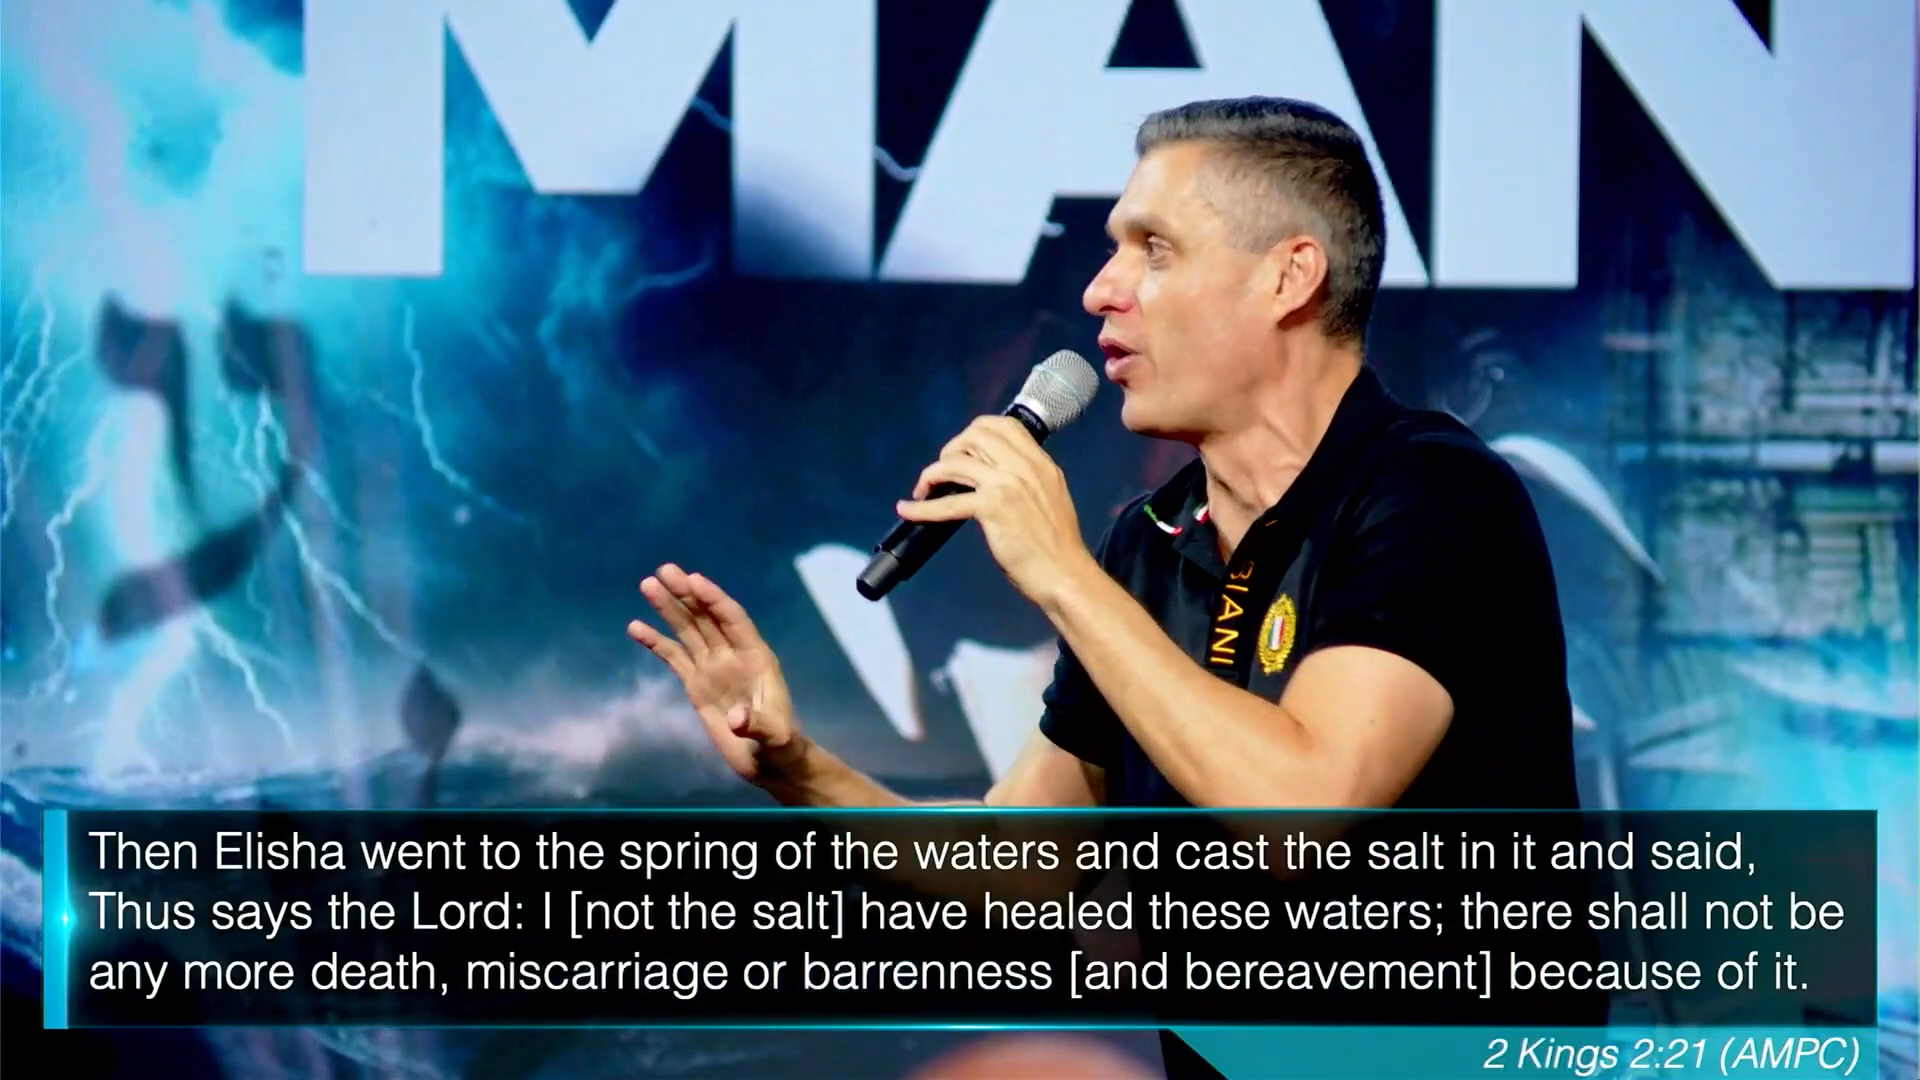 MAN
BIANI
Then Elisha went to the spring of the waters and cast the salt in it and said,
Thus says the Lord: I [not the salt] have healed these waters; there shall not be
any more death, miscarriage or barrenness [and bereavement] because of it.
2 Kings 2:21 (AMPC)